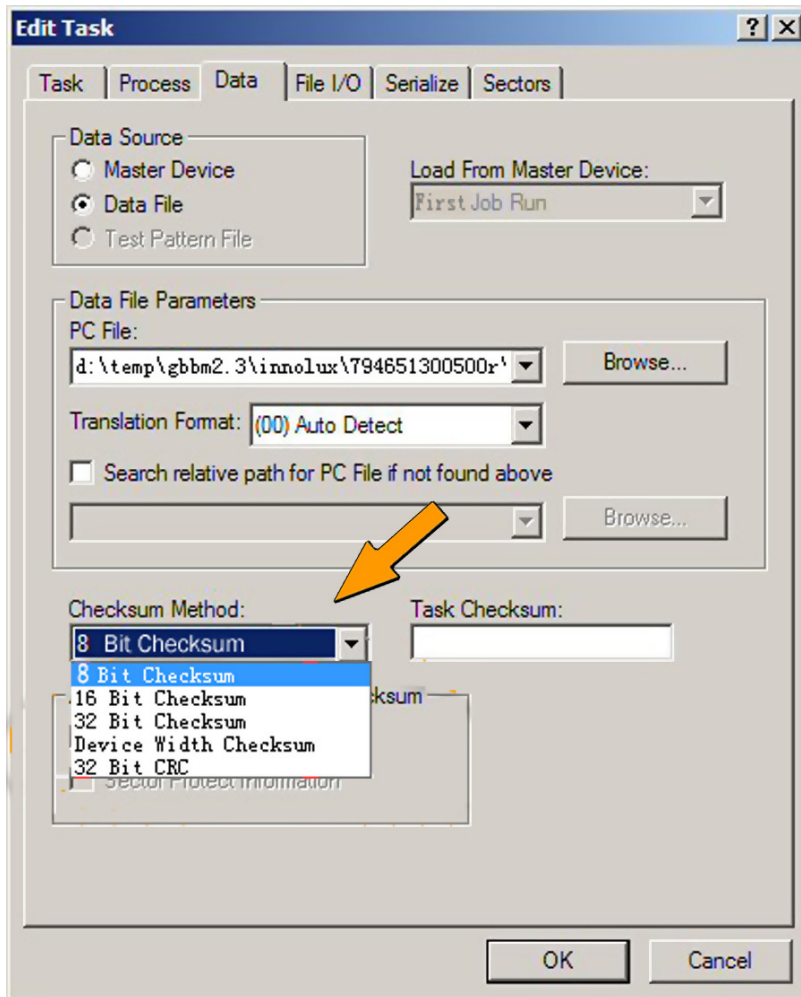 Edit Task
Task Process Data File I/O Serialize Sectors
Data Source
Master Device
Data File
Test Pattern File
Load From Master Device:
First Job Run
Data File Parameters
PC File:
d:\temp\gbbm2.3\innolux\794651300500r\
Browse...
Translation Format: (00) Auto Detect
Search relative path for PC File if not found above
Browse...
Checksum Method:
Task Checksum:
8 Bit Checksum
8 Bit Checksum
16 Bit Checksum
32 Bit Checksum
Device Width Checksum
32 Bit CRC
Sector Protect Information
OK Cancel